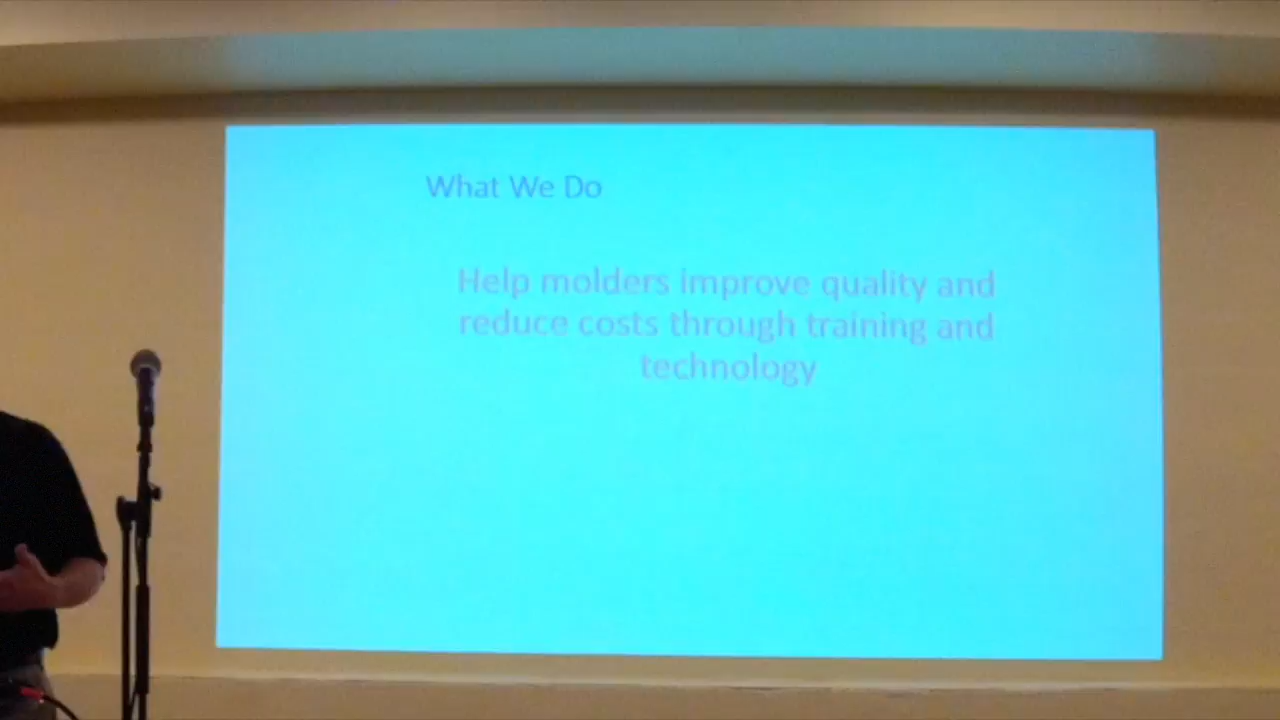 What We Do
Help molders improve quality and
reduce costs through training and
technology